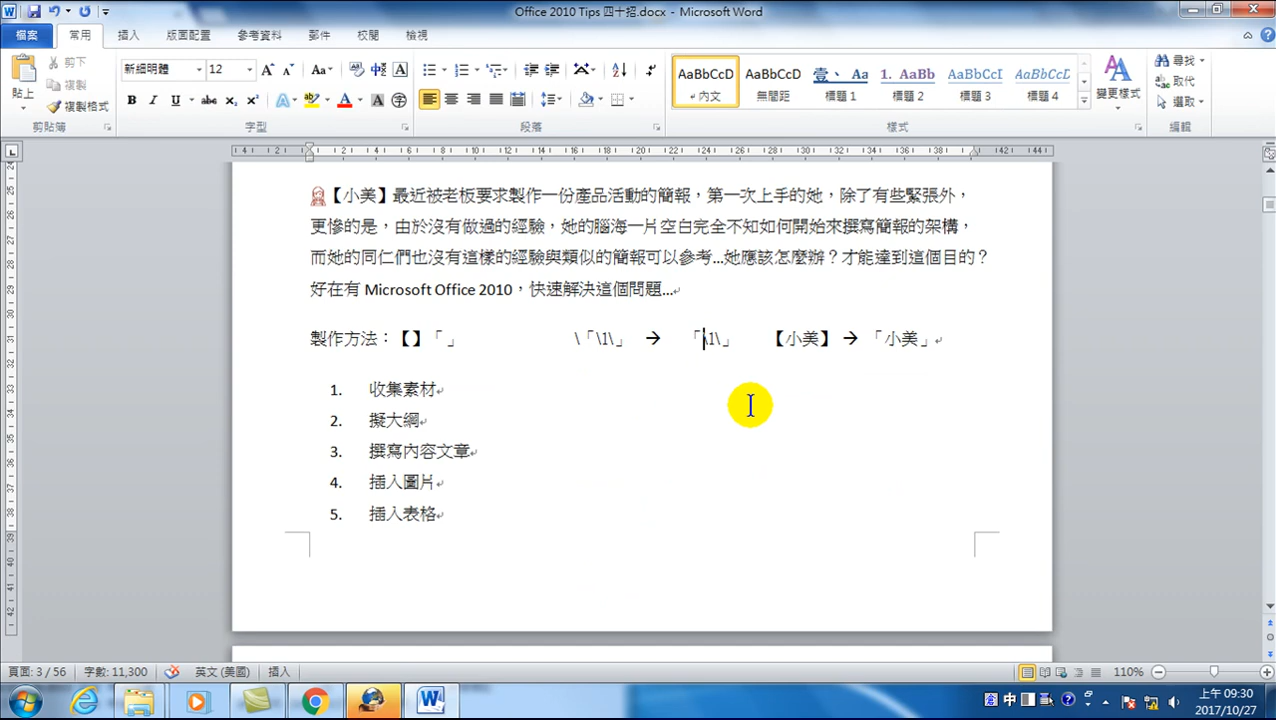 Office 2010 Tips 四十招.docx - Microsoft Word
檔案 常用 插入 版面配置 參考資料 郵件 校閱 檢視
貼上 剪下 複製 複製格式
新細明體 12
AaBbCcD AaBbCcD 壹、Aa 1. AaBb AaBbCcI AaBbCcD
內文 無間距 標題 1 標題 2 標題 3 標題 4
變更樣式
尋找 取代 選取
剪貼簿 字型 段落 樣式 編輯
【小美】最近被老板要求製作一份產品活動的簡報，第一次上手的她，除了有些緊張外，
更慘的是，由於沒有做過的經驗，她的腦海一片空白完全不知如何開始來撰寫簡報的架構，
而她的同仁們也沒有這樣的經驗與類似的簡報可以參考...她應該怎麼辦？才能達到這個目的？
好在有 Microsoft Office 2010，快速解決這個問題...
製作方法：【】「」 \「\1\」 → 「\1\」 【小美】 → 「小美」
1. 收集素材
2. 擬大綱
3. 撰寫內容文章
4. 插入圖片
5. 插入表格
頁面: 3 / 56 字數: 11,300 英文 (美國) 插入 110%
上午 09:30
2017/10/27